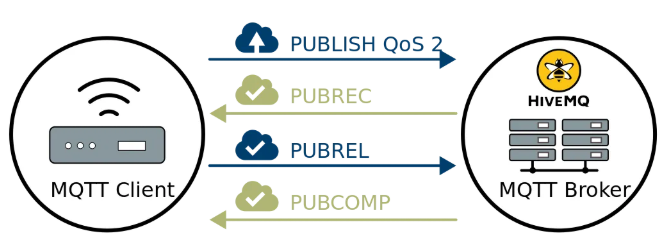 PUBLISH QoS 2
PUBREC
PUBREL
PUBCOMP
MQTT Client
HIVEMQ
MQTT Broker